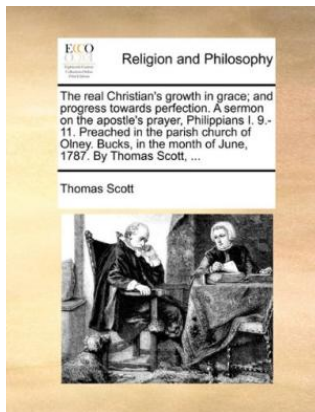 ECCO
Religion and Philosophy
The real Christian's growth in grace; and
progress towards perfection. A sermon
on the apostle's prayer, Philippians I. 9.-
11. Preached in the parish church of
Olney. Bucks, in the month of June,
1787. By Thomas Scott, ...
Thomas Scott